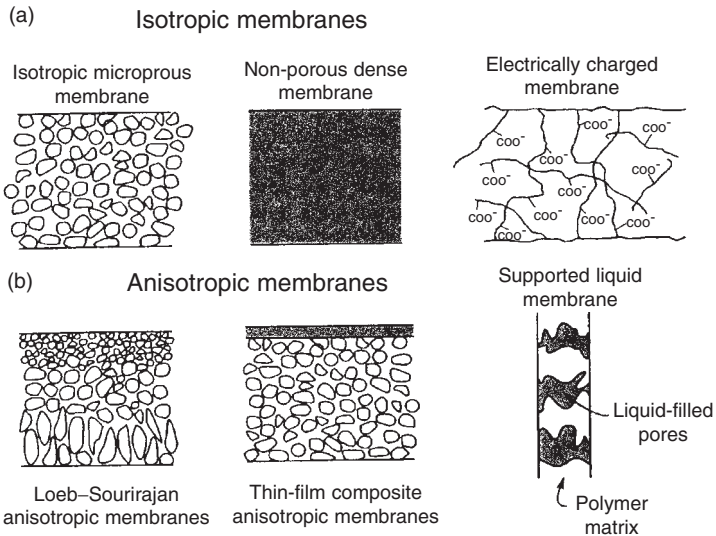 (a)
Isotropic membranes
Isotropic microprous
membrane
Non-porous dense
membrane
Electrically charged
membrane
coo⁻
coo⁻
coo⁻
coo⁻
coo⁻
coo⁻
coo⁻
coo⁻
coo⁻
coo⁻
coo⁻
(b)
Anisotropic membranes
Supported liquid
membrane
Liquid-filled
pores
Loeb–Sourirajan
anisotropic membranes
Thin-film composite
anisotropic membranes
Polymer
matrix